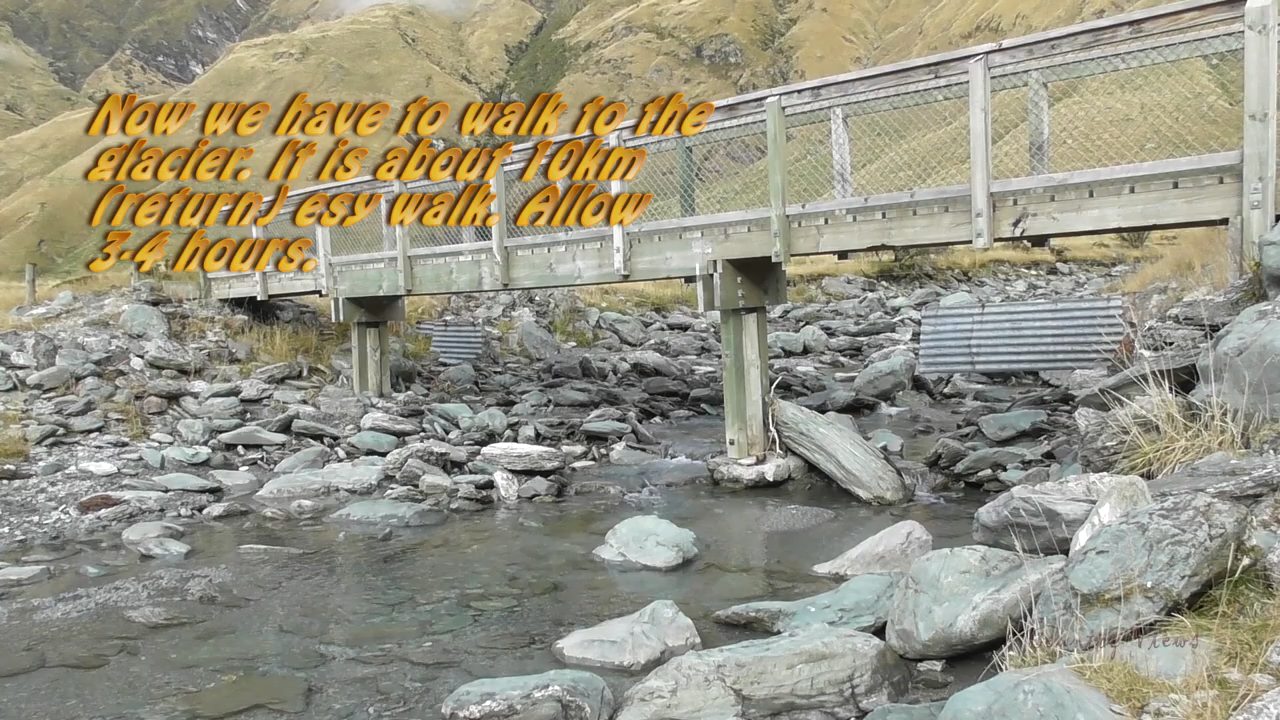 Now we have to walk to the
glacier. It is about 10km
(return) esy walk. Allow
3-4 hours.
Views